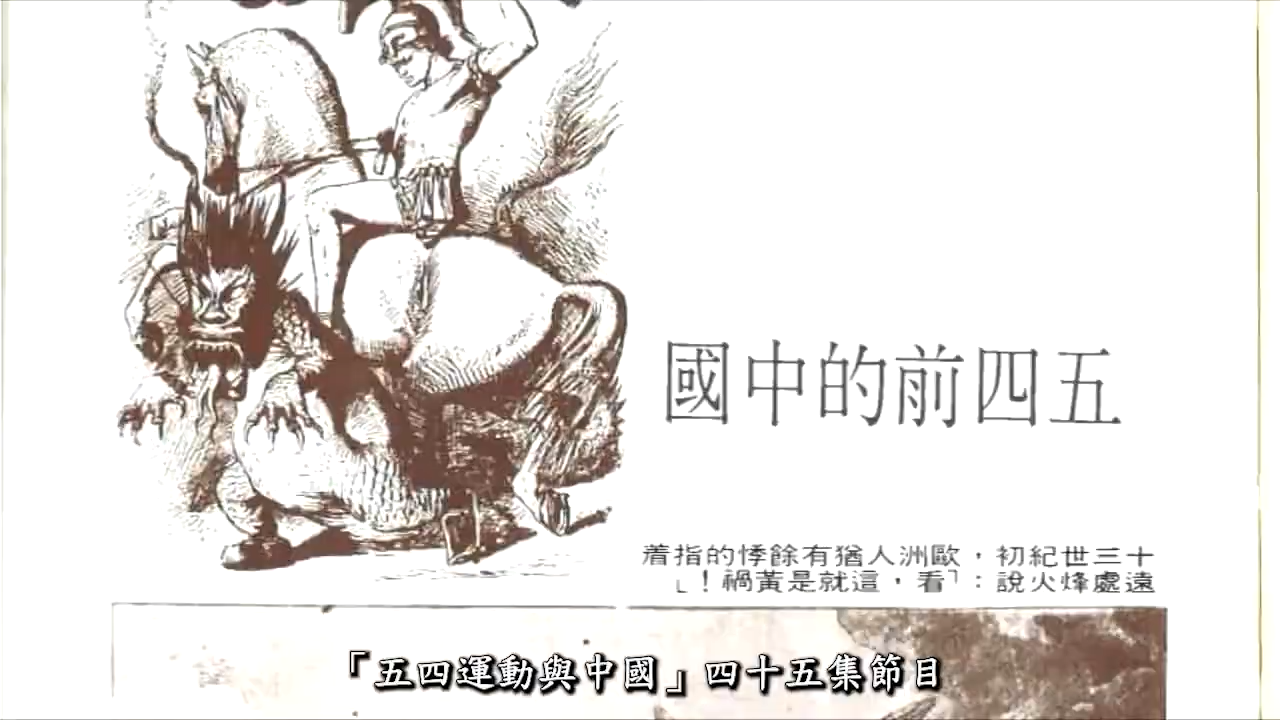 五四前的中國
十三世紀初，歐洲人猶有餘悸的指着
遠處烽火說：「看，這就是黃禍！」
「五四運動與中國」四十五集節目